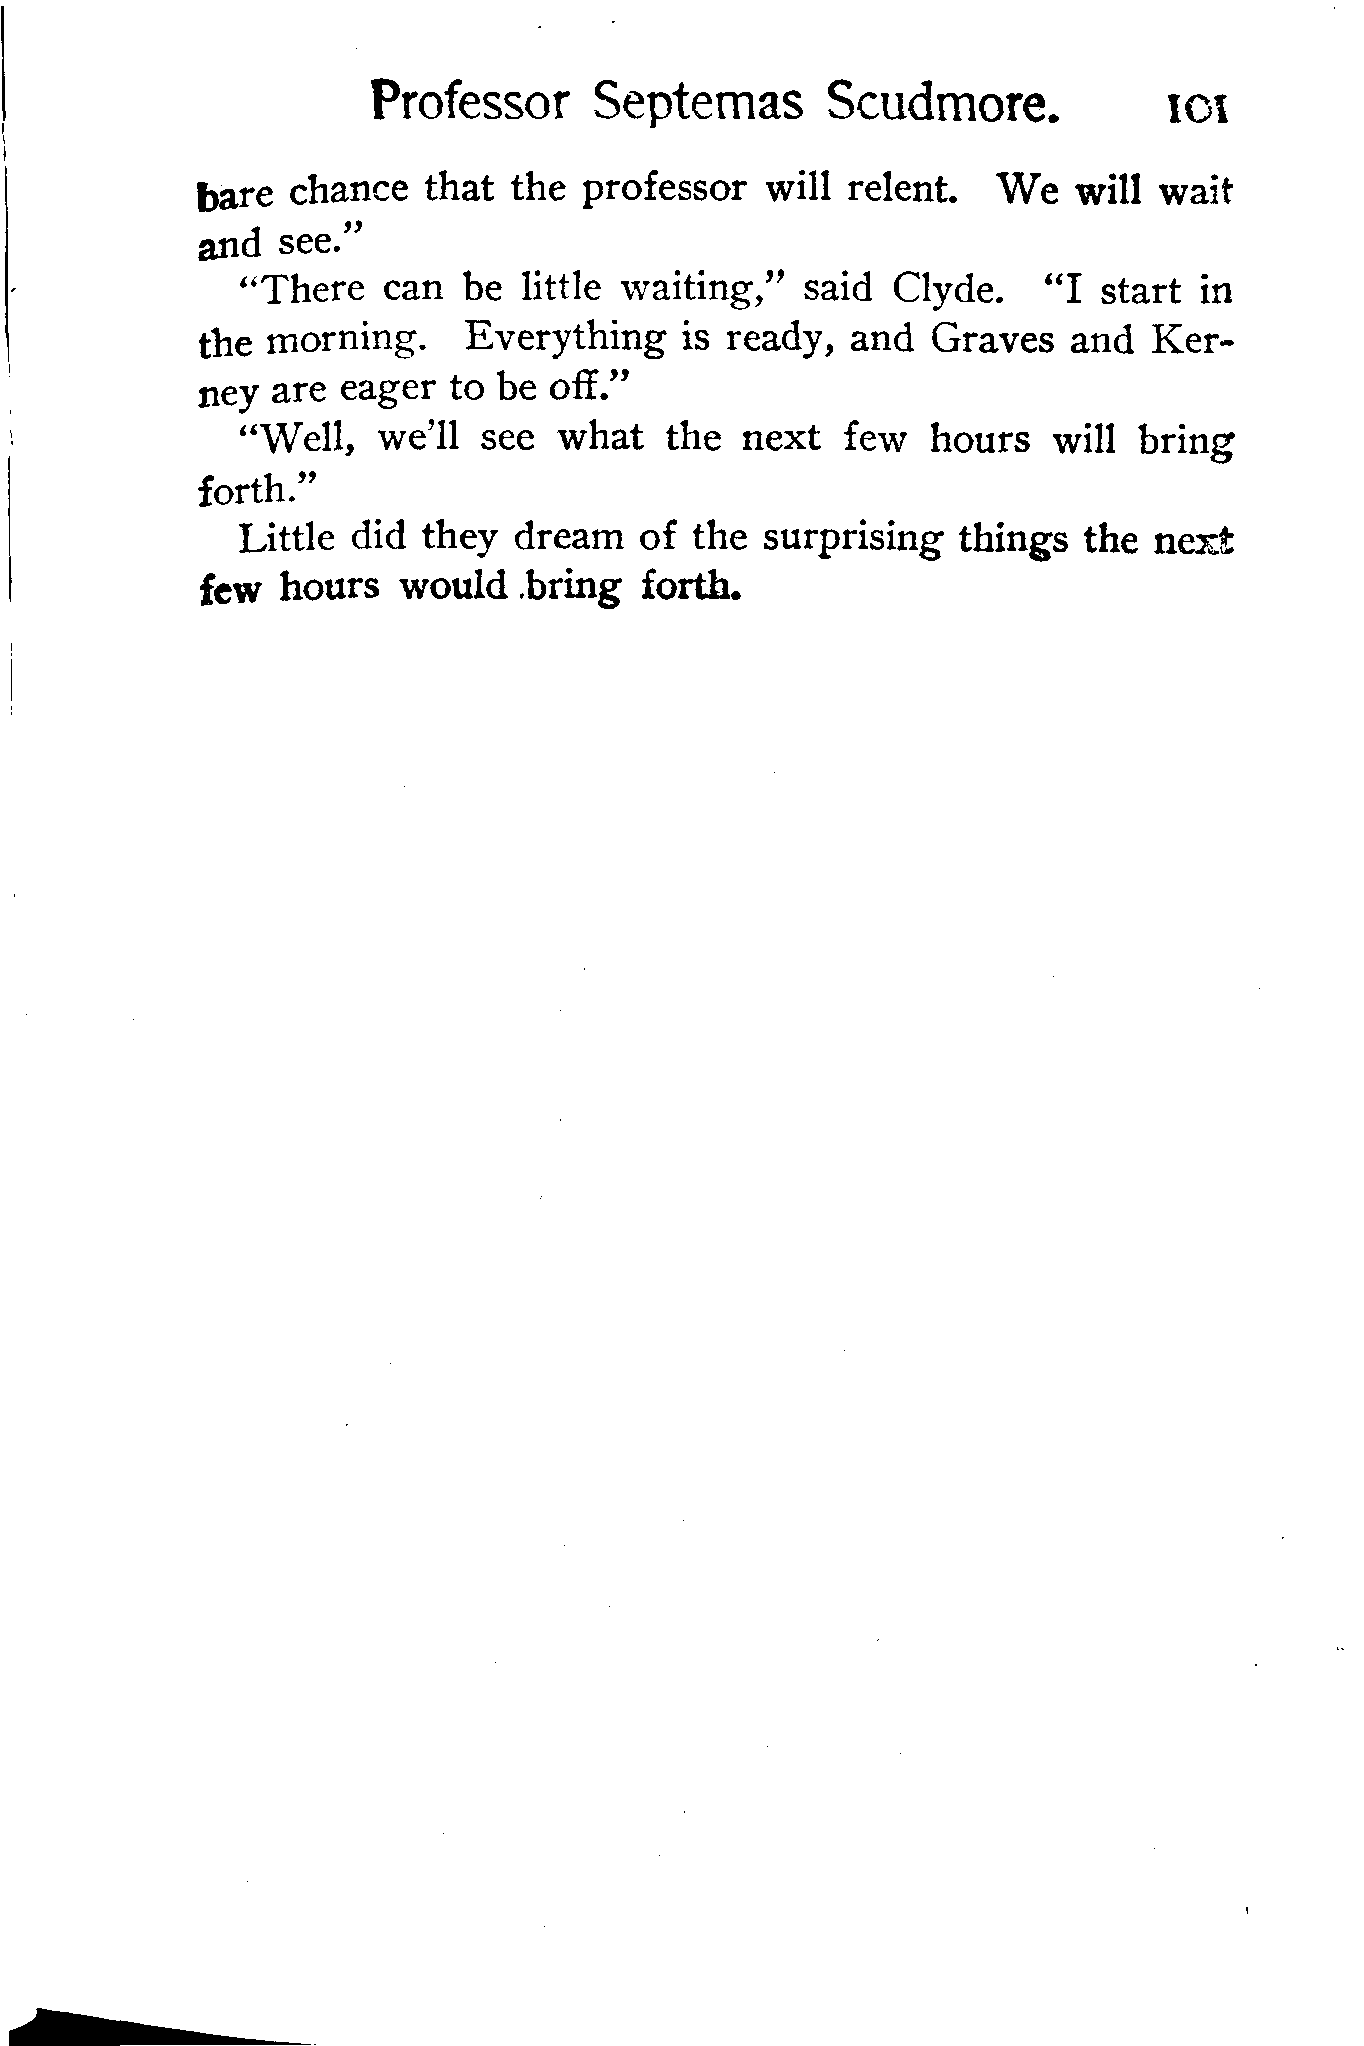 Professor Septemas Scudmore. 101
bare chance that the professor will relent. We will wait
and see.”
“There can be little waiting,” said Clyde. “I start in
the morning. Everything is ready, and Graves and Ker-
ney are eager to be off.”
“Well, we’ll see what the next few hours will bring
forth.”
Little did they dream of the surprising things the next
few hours would bring forth.